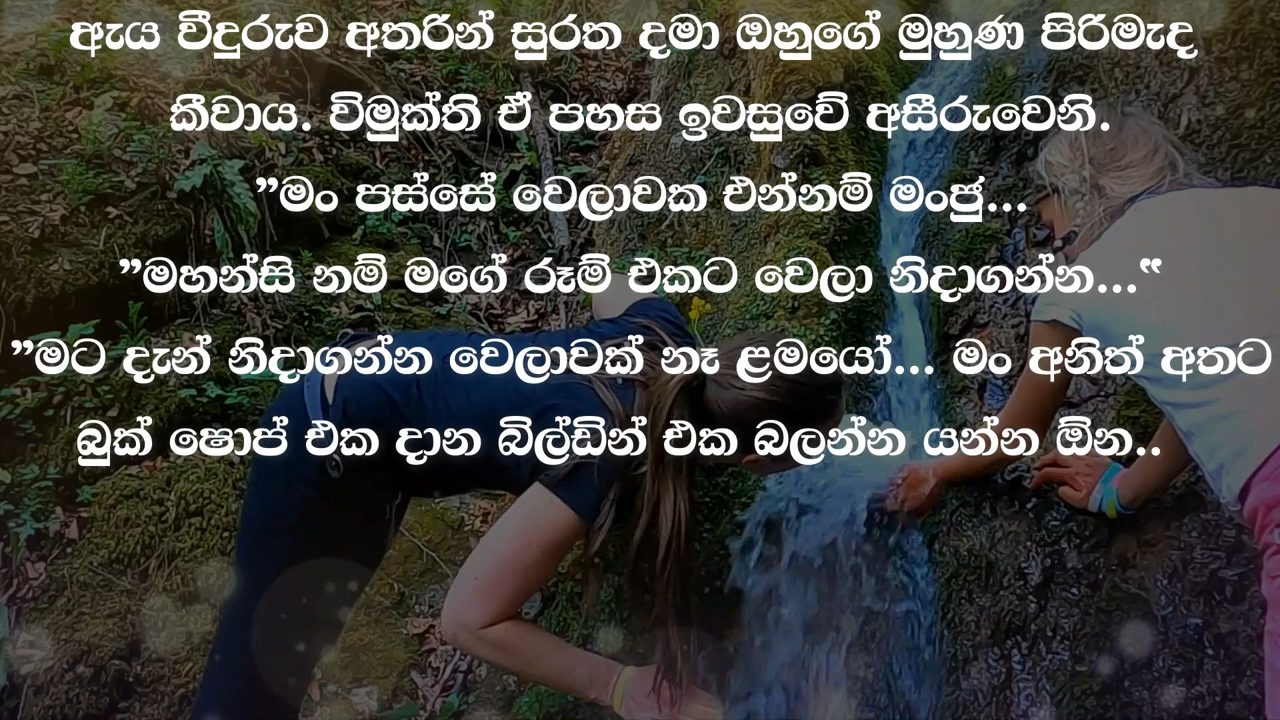 ඇය වීදුරුව අතරින් සුරත දමා ඔහුගේ මුහුණ පිරිමැද
කීවාය. විමුක්ති ඒ පහස ඉවසුවේ අසීරුවෙනි.
”මං පස්සේ වෙලාවක එන්නම් මංජු...
”මහන්සි නම් මගේ රූම් එකට වෙලා නිදාගන්න...“
”මට දැන් නිදාගන්න වෙලාවක් නෑ ළමයෝ... මං අනිත් අතට
බුක් ෂොප් එක දාන බිල්ඩින් එක බලන්න යන්න ඕන..